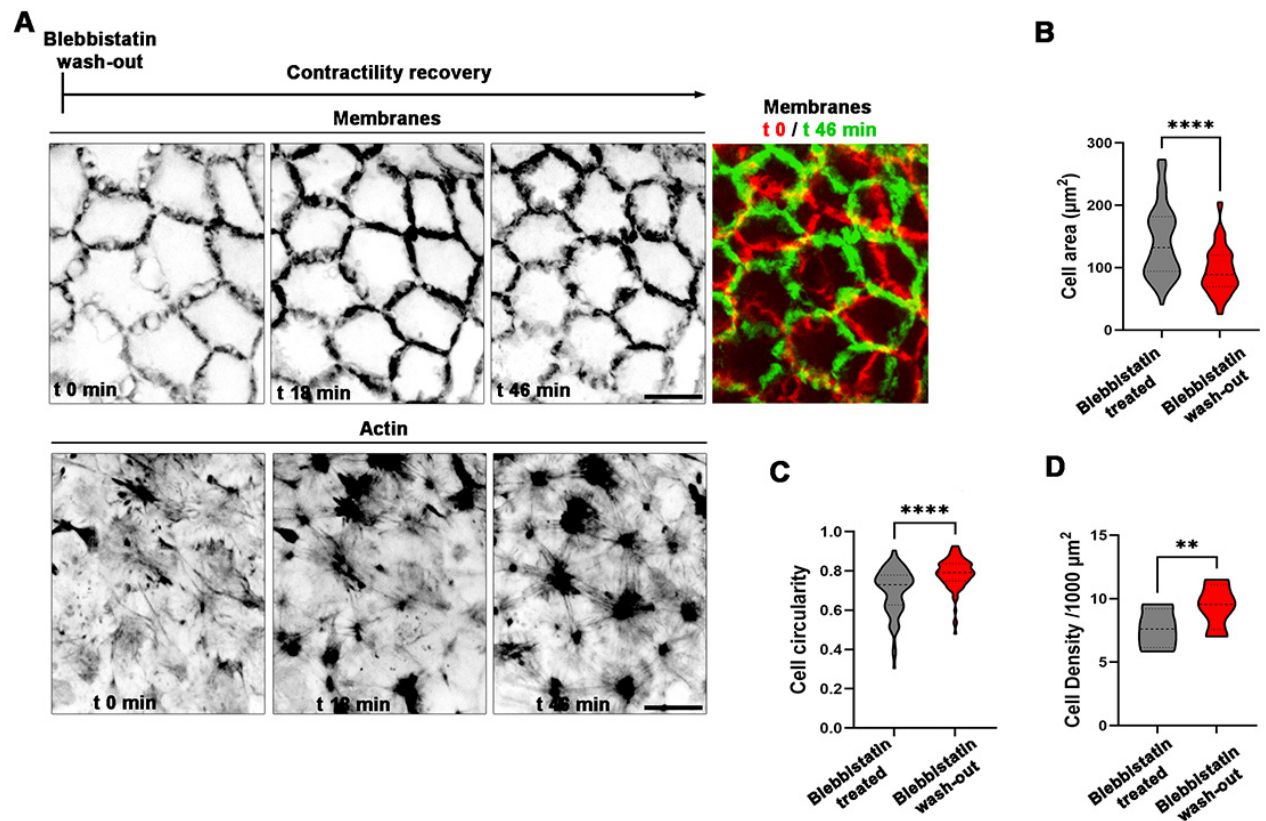 A
Blebbistatin
wash-out
Contractility recovery
Membranes
Membranes
t 0 / t 46 min
t 0 min
t 18 min
t 46 min
Actin
t 0 min
t 18 min
t 46 min
B
Cell area (µm²)
300
200
100
0
****
Blebbistatin
treated
Blebbistatin
wash-out
C
Cell circularity
1.0
0.8
0.6
0.4
0.2
0.0
****
Blebbistatin
treated
Blebbistatin
wash-out
D
Cell Density /1000 µm²
15
10
5
0
**
Blebbistatin
treated
Blebbistatin
wash-out